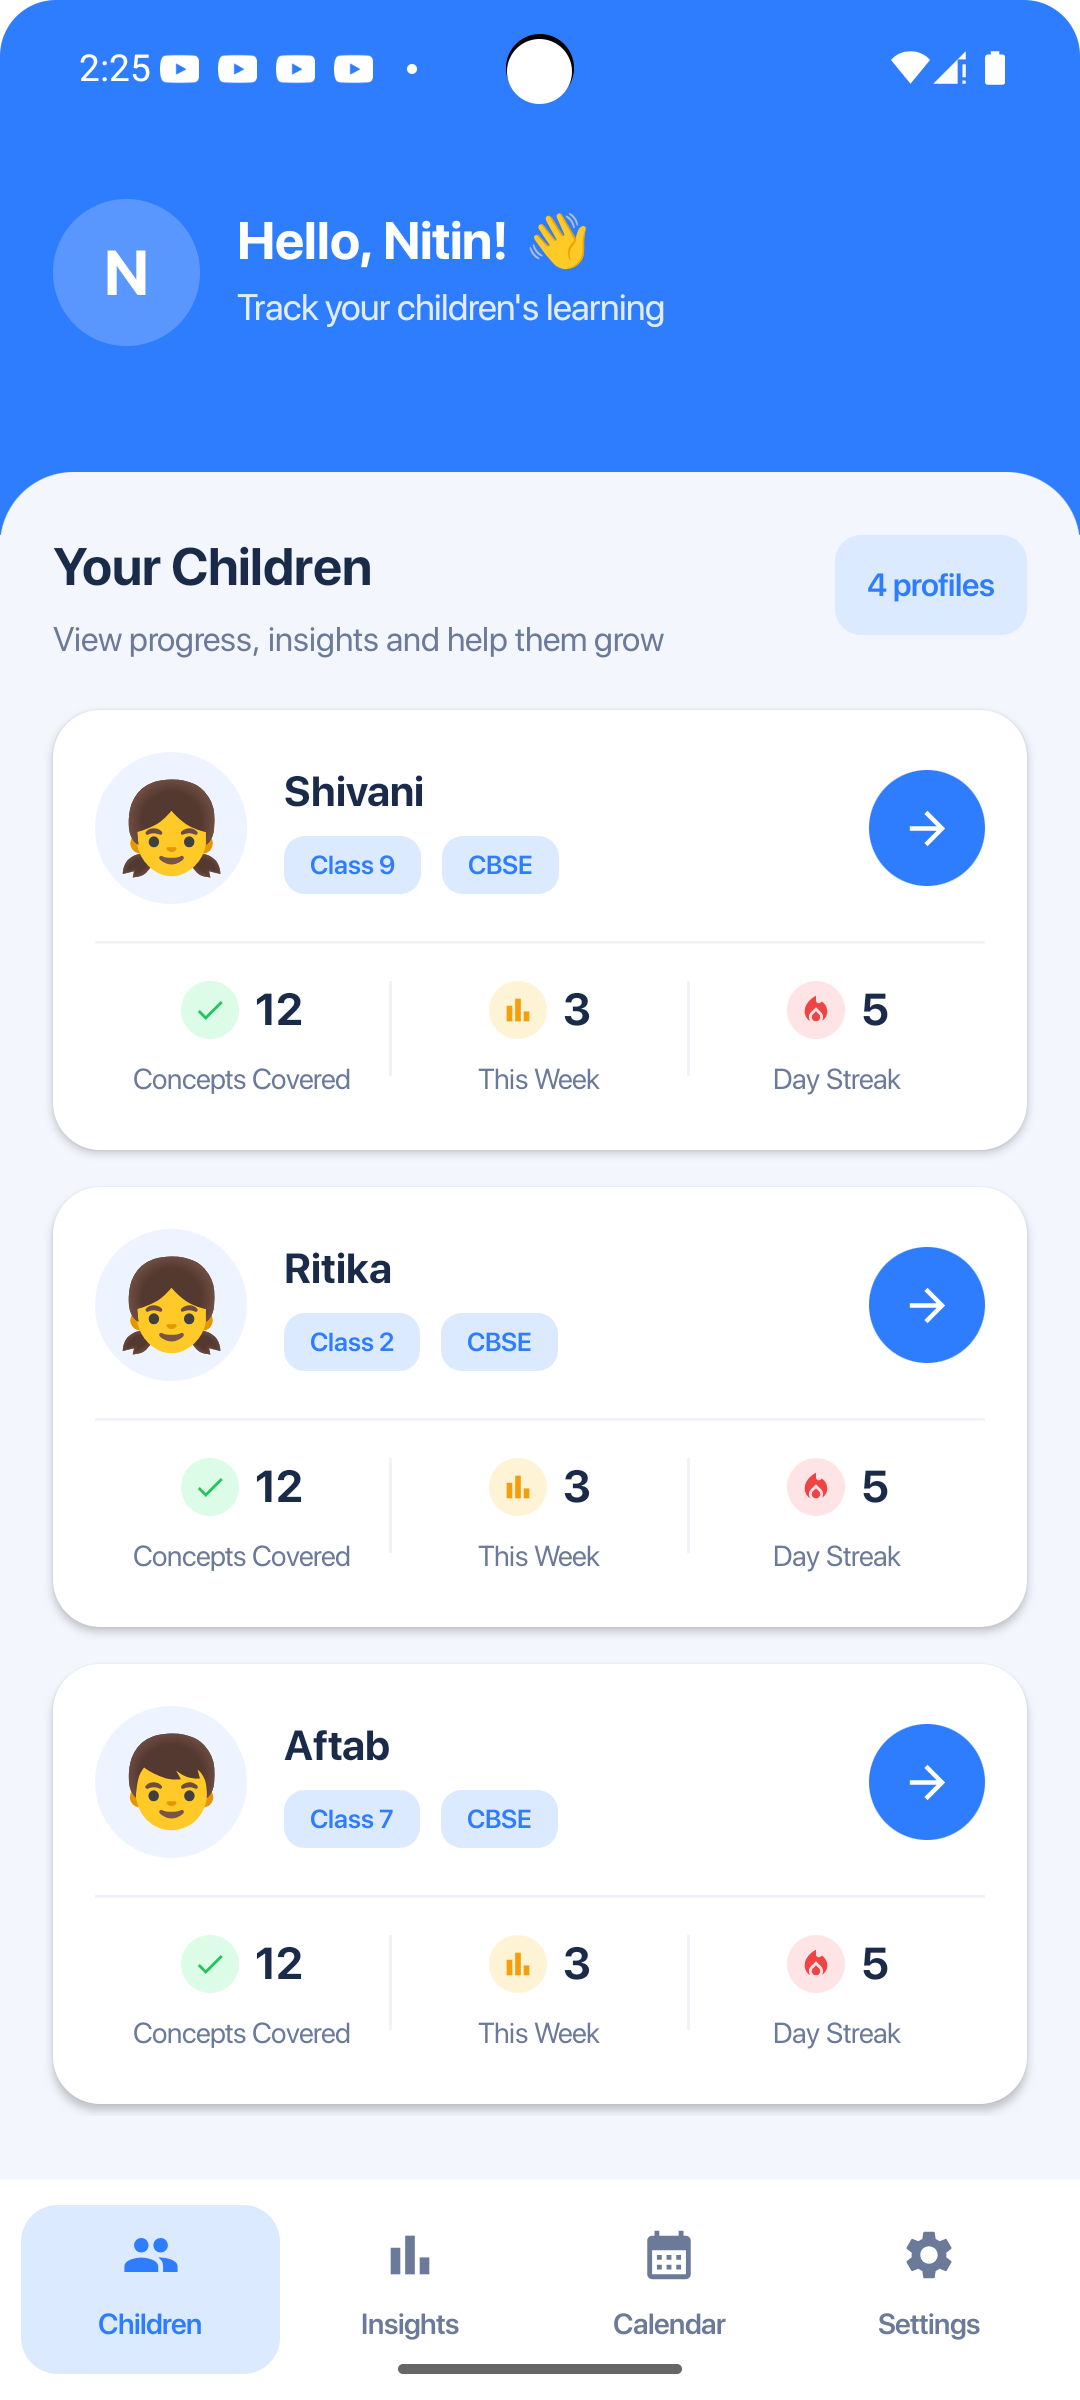 2:25
N
Hello, Nitin! 👋
Track your children's learning
Your Children
4 profiles
View progress, insights and help them grow
Shivani
Class 9 CBSE
12 3 5
Concepts Covered This Week Day Streak
Ritika
Class 2 CBSE
12 3 5
Concepts Covered This Week Day Streak
Aftab
Class 7 CBSE
12 3 5
Concepts Covered This Week Day Streak
Children Insights Calendar Settings